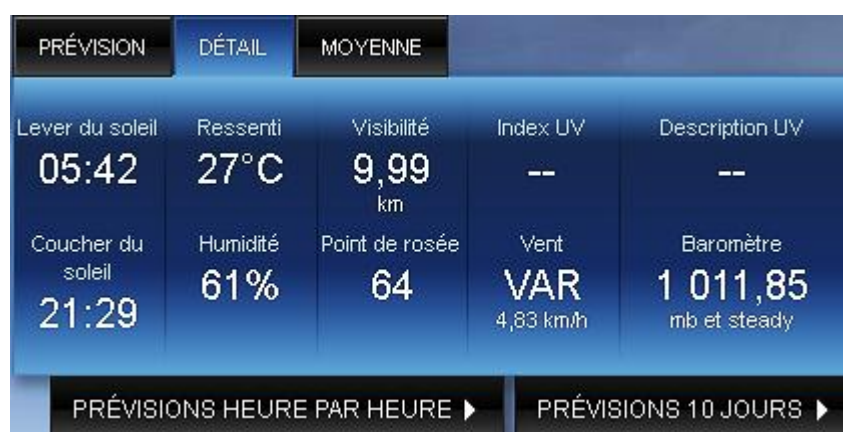 PRÉVISION DÉTAIL MOYENNE
Lever du soleil Ressenti Visibilité Index UV Description UV
05:42 27°C 9,99 -- --
km
Coucher du Humidité Point de rosée Vent Baromètre
soleil 61% 64 VAR 1 011,85
21:29 4,83 km/h mb et steady
PRÉVISIONS HEURE PAR HEURE PRÉVISIONS 10 JOURS